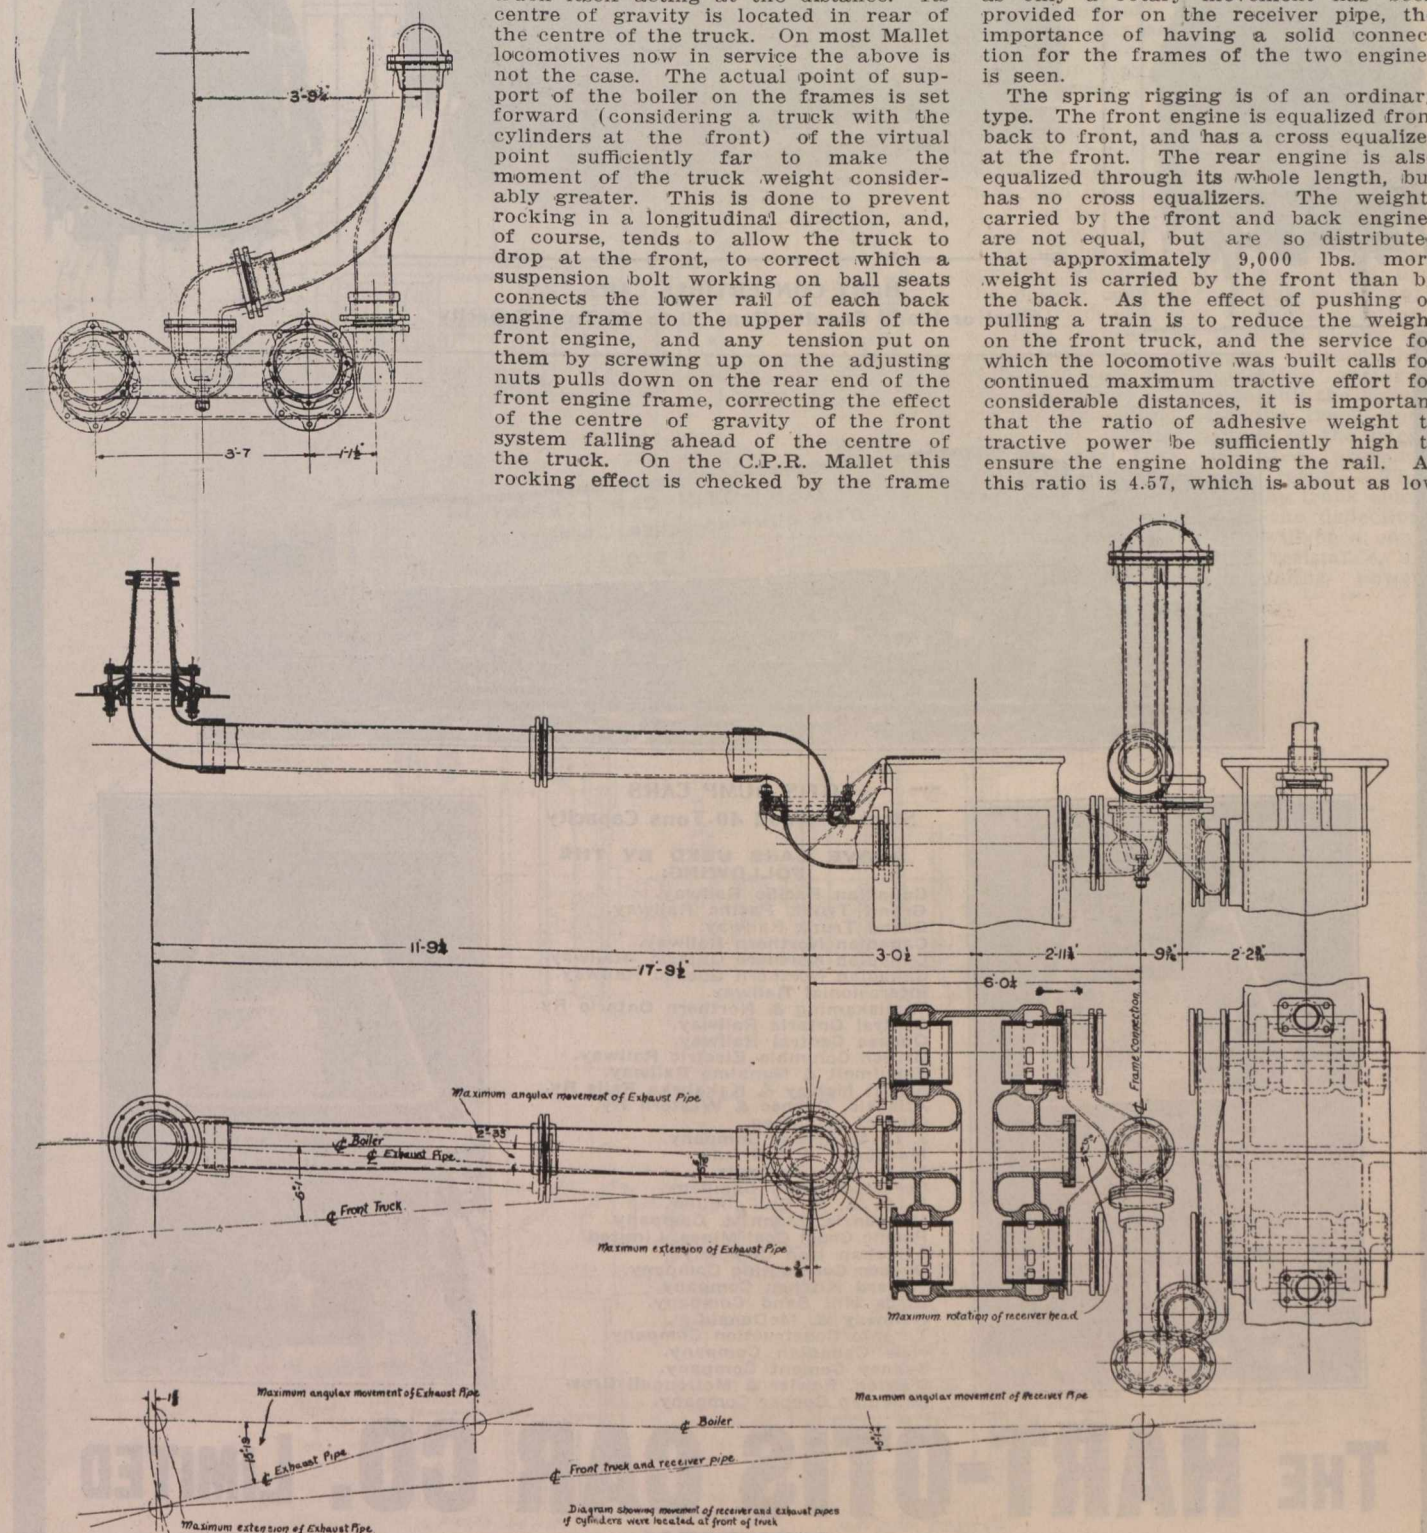 centre of gravity is located in rear of
the centre of the truck. On most Mallet
locomotives now in service the above is
not the case. The actual point of sup-
port of the boiler on the frames is set
forward (considering a truck with the
cylinders at the front) of the virtual
point sufficiently far to make the
moment of the truck weight consider-
ably greater. This is done to prevent
rocking in a longitudinal direction, and,
of course, tends to allow the truck to
drop at the front, to correct which a
suspension bolt working on ball seats
connects the lower rail of each back
engine frame to the upper rails of the
front engine, and any tension put on
them by screwing up on the adjusting
nuts pulls down on the rear end of the
front engine frame, correcting the effect
of the centre of gravity of the front
system falling ahead of the centre of
the truck. On the C.P.R. Mallet this
rocking effect is checked by the frame
provided for on the receiver pipe, th
importance of having a solid connec
tion for the frames of the two engine
is seen.
The spring rigging is of an ordinar
type. The front engine is equalized fron
back to front, and has a cross equalize
at the front. The rear engine is als
equalized through its whole length, bu
has no cross equalizers. The weight
carried by the front and back engine
are not equal, but are so distribute
that approximately 9,000 lbs. mor
weight is carried by the front than b
the back. As the effect of pushing o
pulling a train is to reduce the weigh
on the front truck, and the service fo
which the locomotive was built calls fo
continued maximum tractive effort fo
considerable distances, it is importan
that the ratio of adhesive weight t
tractive power be sufficiently high t
ensure the engine holding the rail. A
this ratio is 4.57, which is about as lo
3'-7
17'-9½"
3'-0½
Frame Connection
Maximum angular movement of Exhaust Pipe
Boiler
Exhaust Pipe
Front Truck
Maximum extension of Exhaust Pipe
Maximum rotation of receiver head
Maximum angular movement of Exhaust Pipe
Maximum angular movement of Receiver Pipe
Boiler
Exhaust Pipe
Front truck and receiver pipe
Diagram showing movement of receiver and exhaust pipes
if cylinders were located at front of truck
Maximum extension of Exhaust Pipe